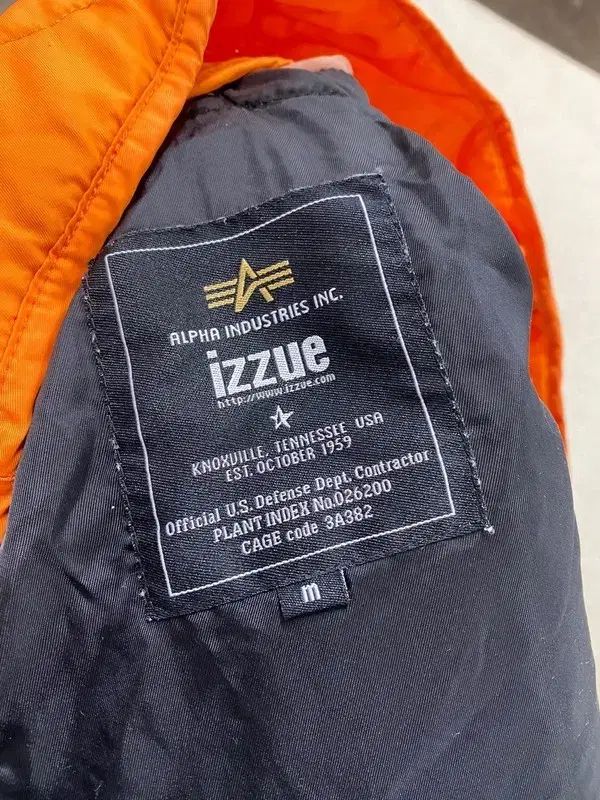 ALPHA INDUSTRIES INC.
izzue
http://www.izzue.com
KNOXVILLE, TENNESSEE USA
EST. OCTOBER 1959
Official U.S. Defense Dept. Contractor
PLANT INDEX No.026200
CAGE code 3A382
m